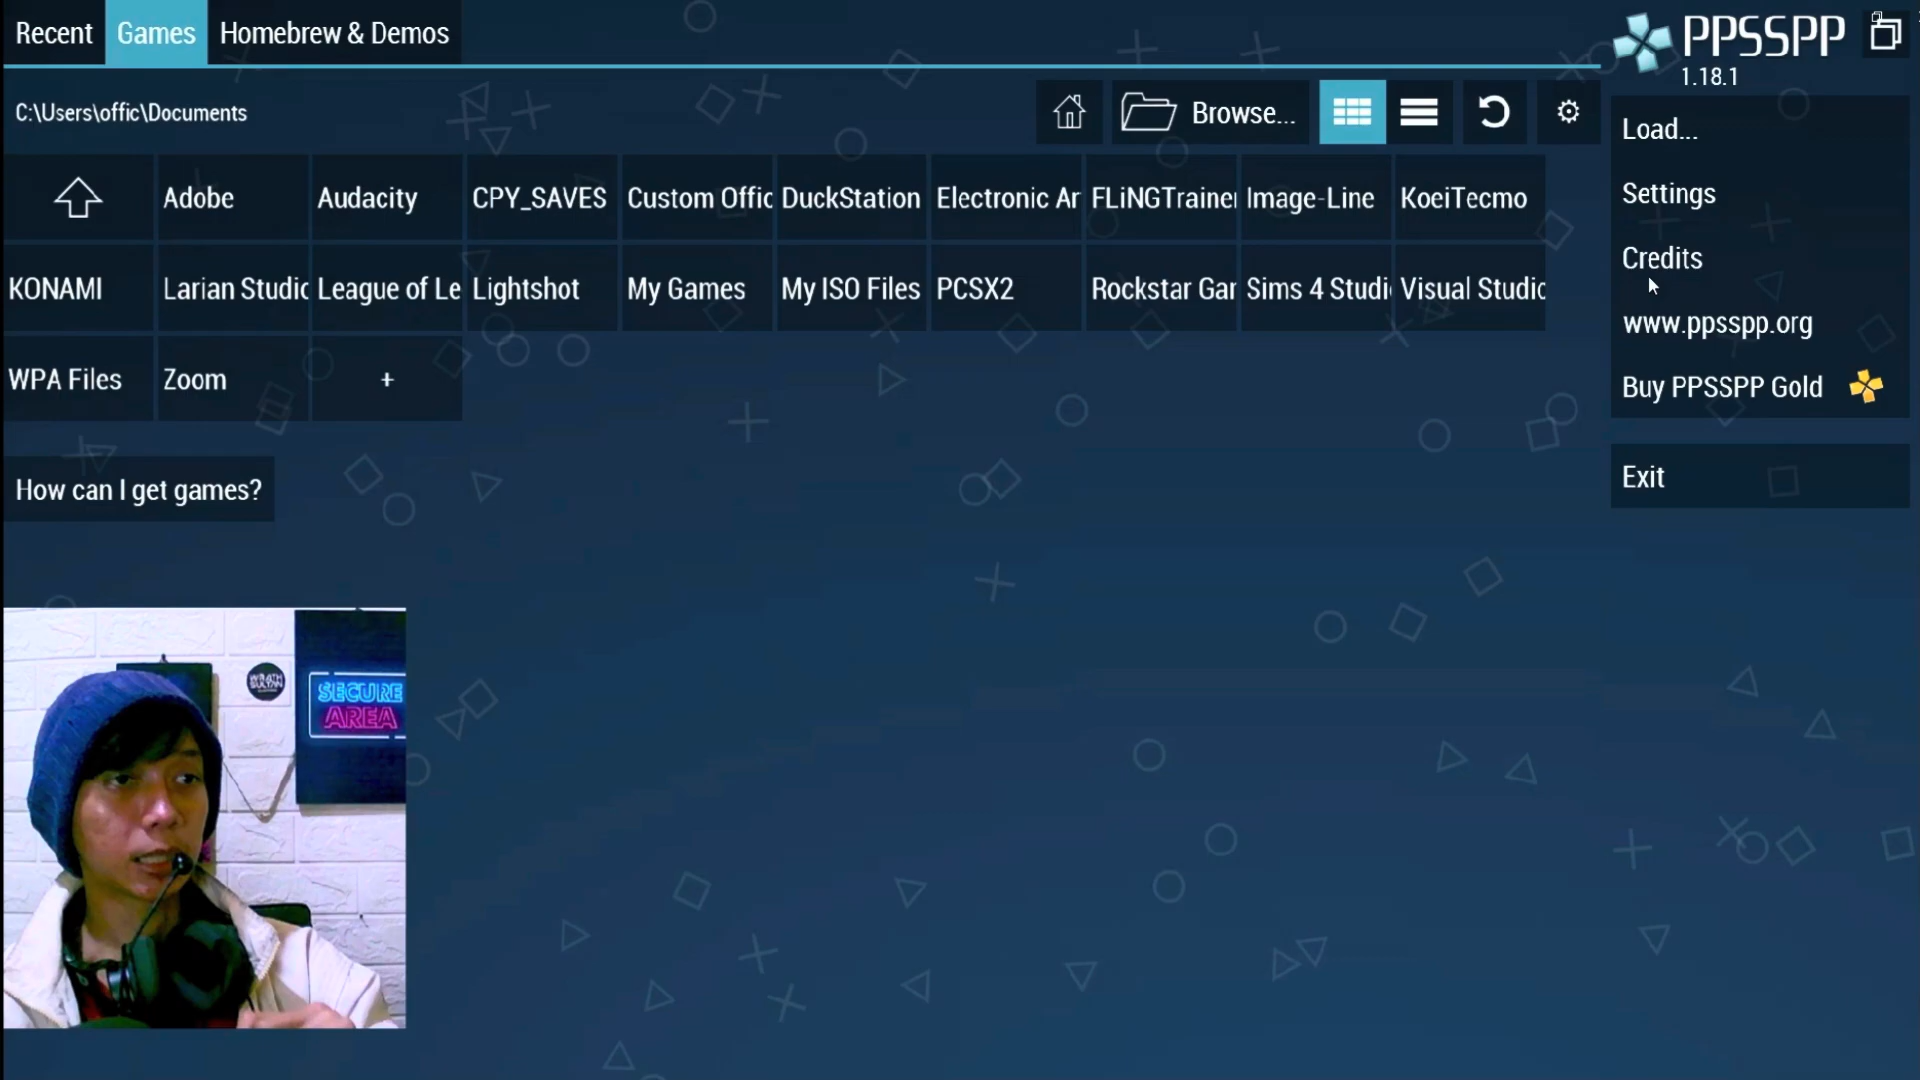 Recent Games Homebrew & Demos
PPSSPP
1.18.1
C:\Users\offic\Documents
Browse...
Load...
Settings
Credits
www.ppsspp.org
Buy PPSSPP Gold
Exit
Adobe Audacity CPY_SAVES Custom Offic DuckStation Electronic Ar FLiNGTrainer Image-Line KoeiTecmo
KONAMI Larian Studic League of Le Lightshot My Games My ISO Files PCSX2 Rockstar Gar Sims 4 Studi Visual Studic
WPA Files Zoom +
How can I get games?
WRATH
SULTAN
SECURE
AREA